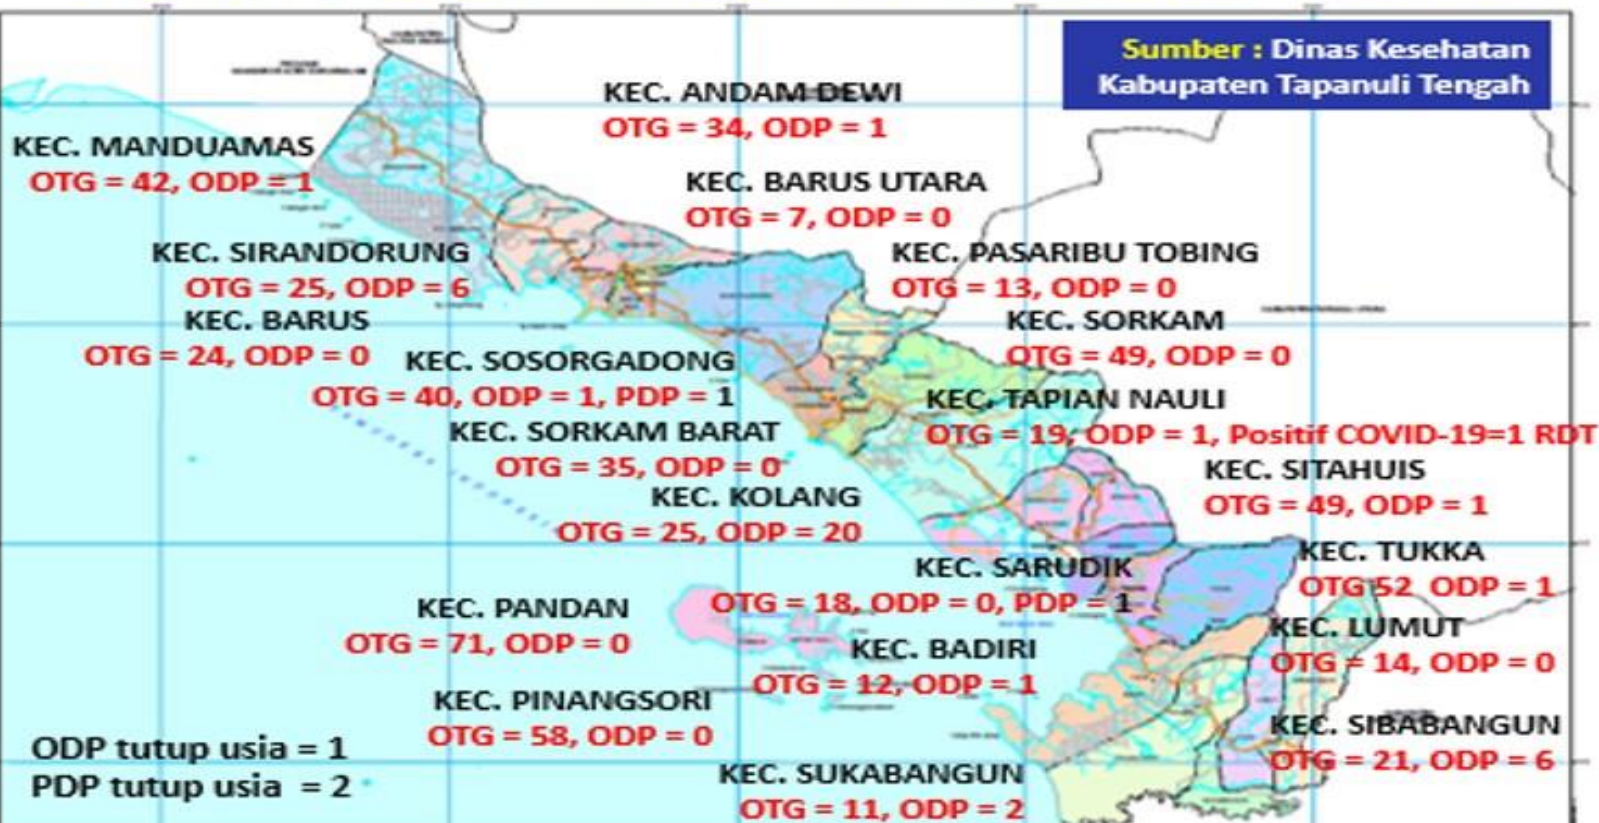 Sumber : Dinas Kesehatan
Kabupaten Tapanuli Tengah
KEC. ANDAM DEWI
OTG = 34, ODP = 1
KEC. MANDUAMAS
OTG = 42, ODP = 1
KEC. BARUS UTARA
OTG = 7, ODP = 0
KEC. SIRANDORUNG
OTG = 25, ODP = 6
KEC. PASARIBU TOBING
OTG = 13, ODP = 0
KEC. BARUS
OTG = 24, ODP = 0
KEC. SORKAM
OTG = 49, ODP = 0
KEC. SOSORGADONG
OTG = 40, ODP = 1, PDP = 1
KEC. TAPIAN NAULI
OTG = 19, ODP = 1, Positif COVID-19=1 RDT
KEC. SORKAM BARAT
OTG = 35, ODP = 0
KEC. SITAHUIS
OTG = 49, ODP = 1
KEC. KOLANG
OTG = 25, ODP = 20
KEC. TUKKA
OTG 52 ODP = 1
KEC. SARUDIK
OTG = 18, ODP = 0, PDP = 1
KEC. PANDAN
OTG = 71, ODP = 0
KEC. LUMUT
OTG = 14, ODP = 0
KEC. BADIRI
OTG = 12, ODP = 1
KEC. PINANGSORI
OTG = 58, ODP = 0
KEC. SIBABANGUN
OTG = 21, ODP = 6
KEC. SUKABANGUN
OTG = 11, ODP = 2
ODP tutup usia = 1
PDP tutup usia = 2